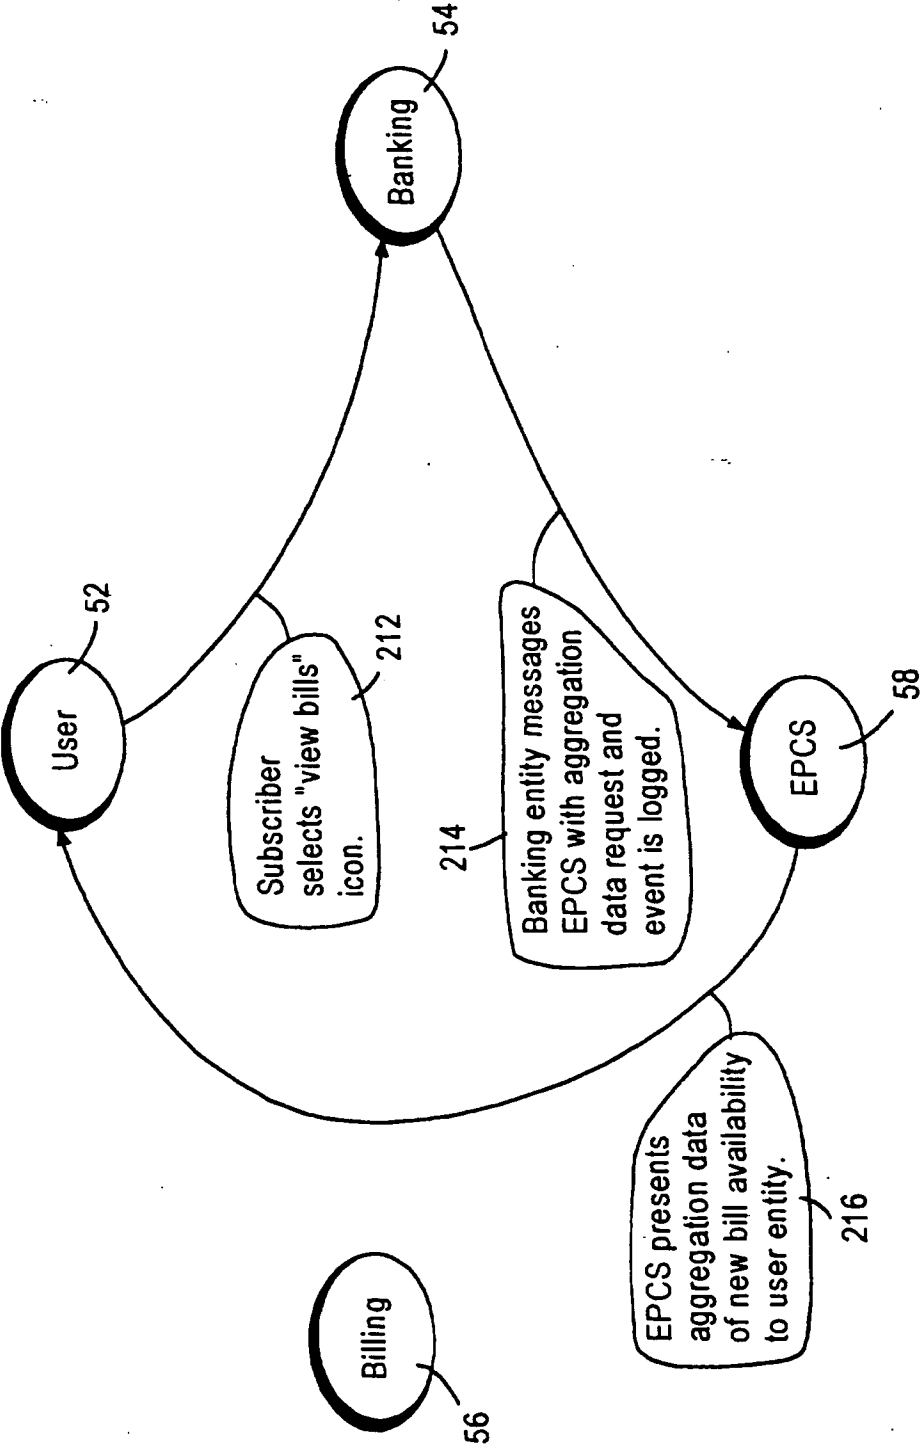 User
52
Banking
54
Subscriber
selects "view bills"
icon.
212
214
Banking entity messages
EPCS with aggregation
data request and
event is logged.
Billing
56
EPCS
58
EPCS presents
aggregation data
of new bill availability
to user entity.
216